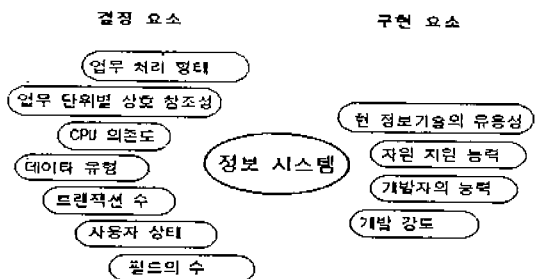 결정 요소
구현 요소
업무 처리 형태
업무 단위별 상호 참조성
CPU 의존도
데이타 유형
트랜잭션 수
사용자 상태
필드의 수
정보 시스템
현 정보기술의 유용성
자원 지원 능력
개발자의 능력
개발 강도